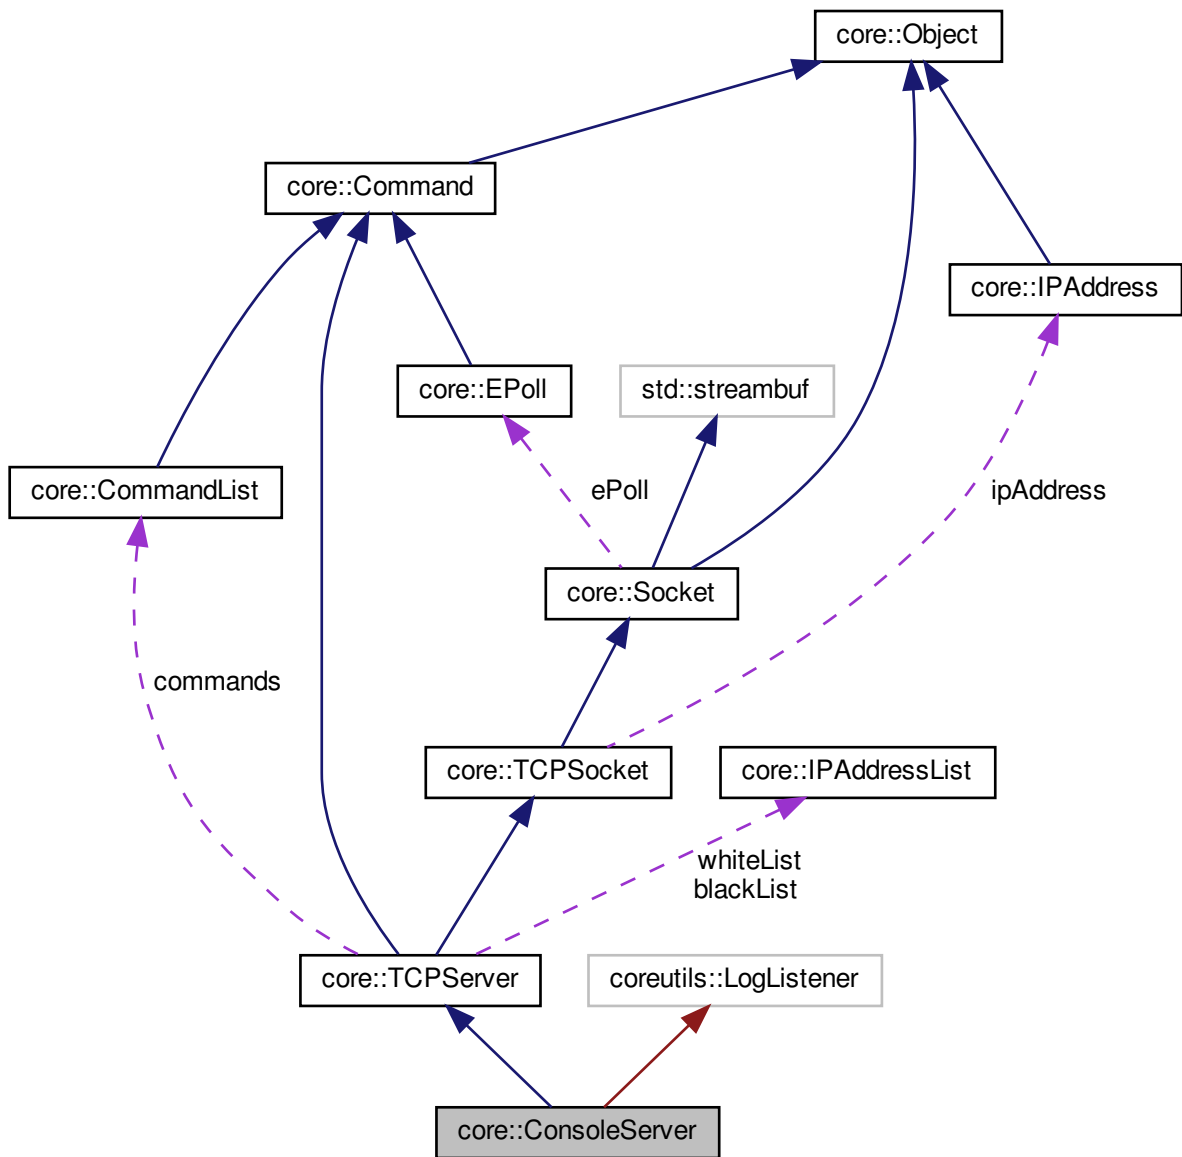 core::Object
core::Command
core::IPAddress
core::EPoll
std::streambuf
core::CommandList
ePoll
ipAddress
core::Socket
commands
core::TCPSocket
core::IPAddressList
whiteList
blackList
core::TCPServer
coreutils::LogListener
core::ConsoleServer